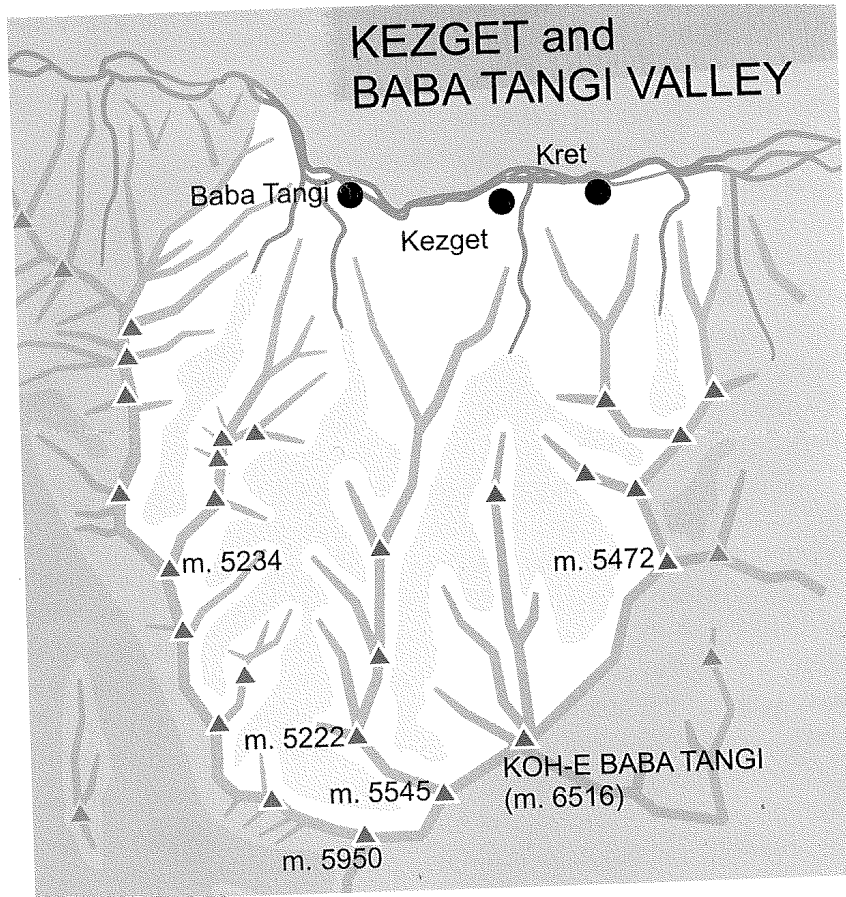 KEZGET and
BABA TANGI VALLEY
Kret
Baba Tangi
Kezget
m. 5234
m. 5472
m. 5222
KOH-E BABA TANGI
m. 5545
(m. 6516)
m. 5950